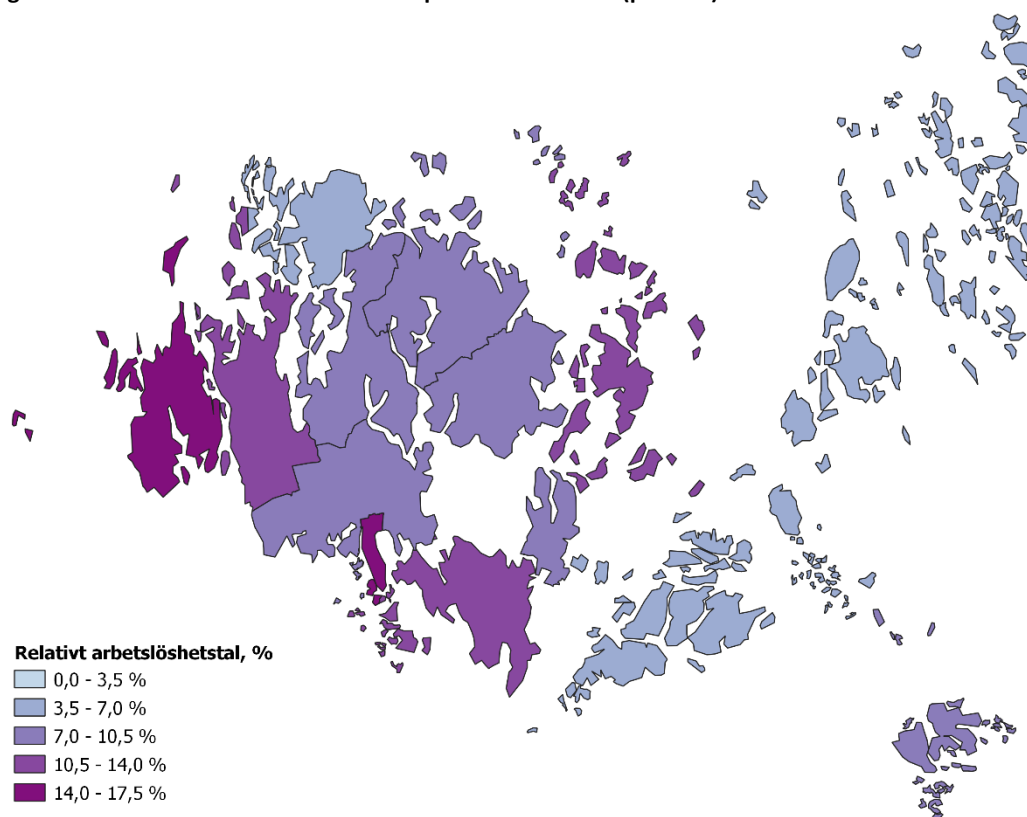 Relativt arbetslöshetstal, %
0,0 - 3,5 %
3,5 - 7,0 %
7,0 - 10,5 %
10,5 - 14,0 %
14,0 - 17,5 %